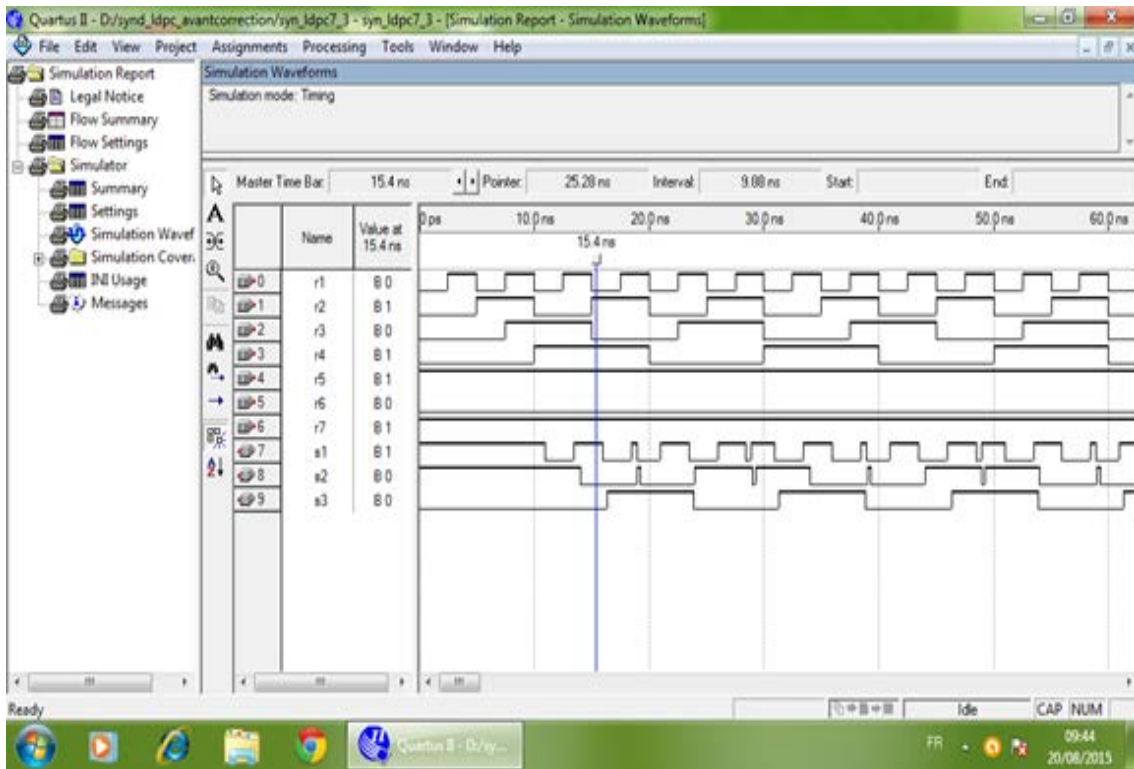 Quartus II - D:/synd_ldpc_avantcorrection/syn_ldpc7_3 - syn_ldpc7_3 - [Simulation Report - Simulation Waveforms]
File Edit View Project Assignments Processing Tools Window Help
Simulation Report
Legal Notice
Flow Summary
Flow Settings
Simulator
Summary
Settings
Simulation Wavef
Simulation Cover
INI Usage
Messages
Simulation Waveforms
Simulation mode: Timing
Master Time Bar: 15.4 ns Pointer: 25.28 ns Interval: 9.88 ns Start: End:
Name Value at 15.4 ns
0 ps 10.0 ns 20.0 ns 30.0 ns 40.0 ns 50.0 ns 60.0 ns
15.4 ns
0 r1 B 0
1 r2 B 1
2 r3 B 0
3 r4 B 1
4 r5 B 1
5 r6 B 0
6 r7 B 1
7 s1 B 1
8 s2 B 0
9 s3 B 0
Ready Idle CAP NUM
Quartus II - D:/sy...
FR
09:44
20/08/2015